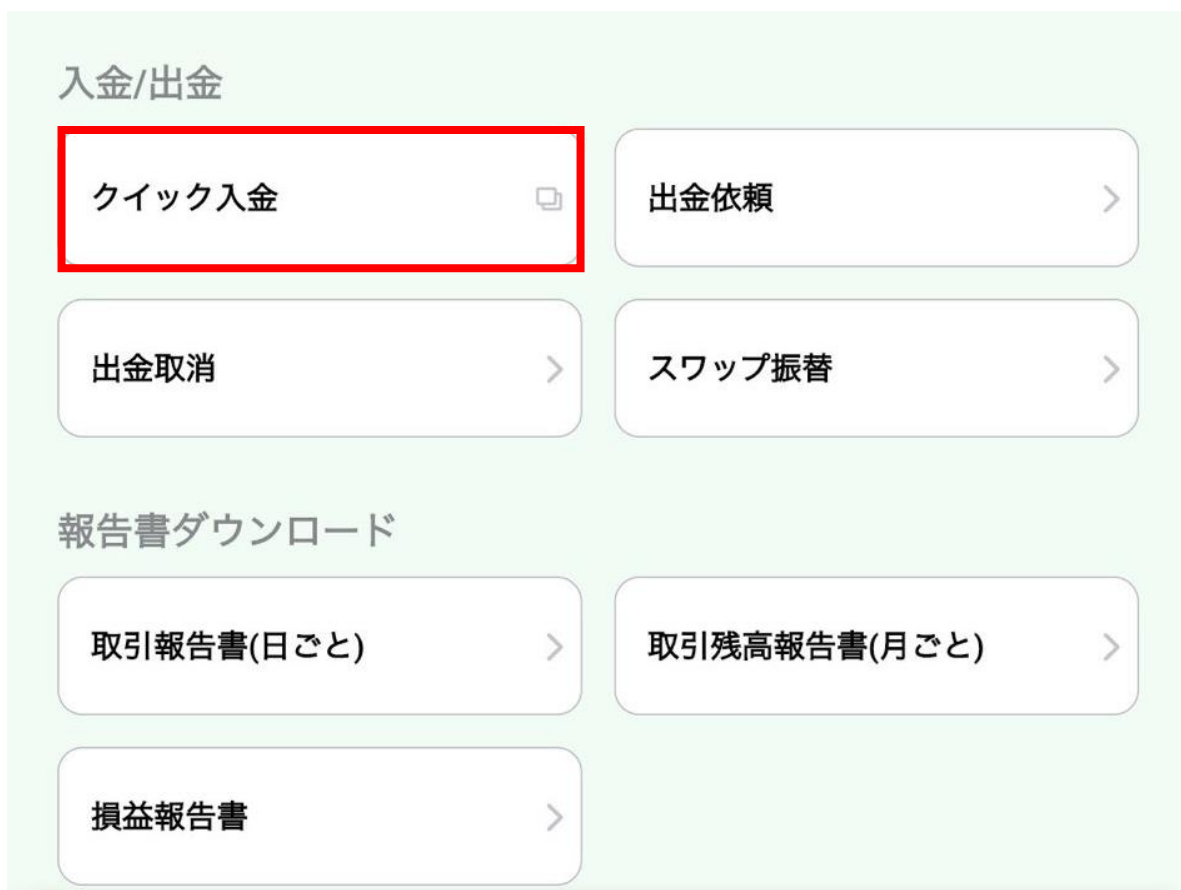 入金/出金
クイック入金
出金依頼
出金取消
スワップ振替
報告書ダウンロード
取引報告書(日ごと)
取引残高報告書(月ごと)
損益報告書